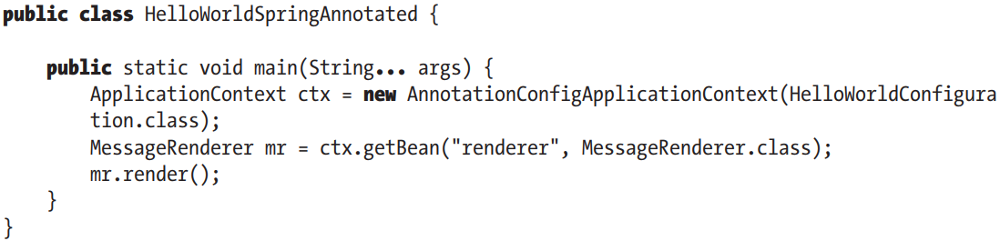 public class HelloWorldSpringAnnotated {
public static void main(String... args) {
ApplicationContext ctx = new AnnotationConfigApplicationContext(HelloWorldConfigura
tion.class);
MessageRenderer mr = ctx.getBean("renderer", MessageRenderer.class);
mr.render();
}
}